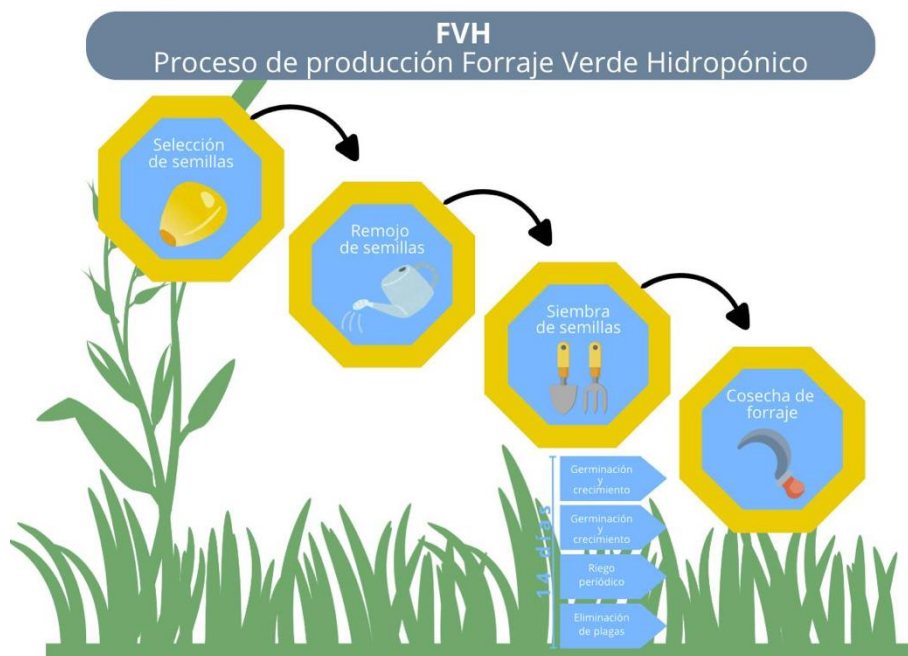 FVH
Proceso de producción Forraje Verde Hidropónico
Selección
de semillas
Remojo
de semillas
Siembra
de semillas
Cosecha de
forraje
14 días
Germinación
y
crecimiento
Germinación
y
crecimiento
Riego
periódico
Eliminación
de plagas